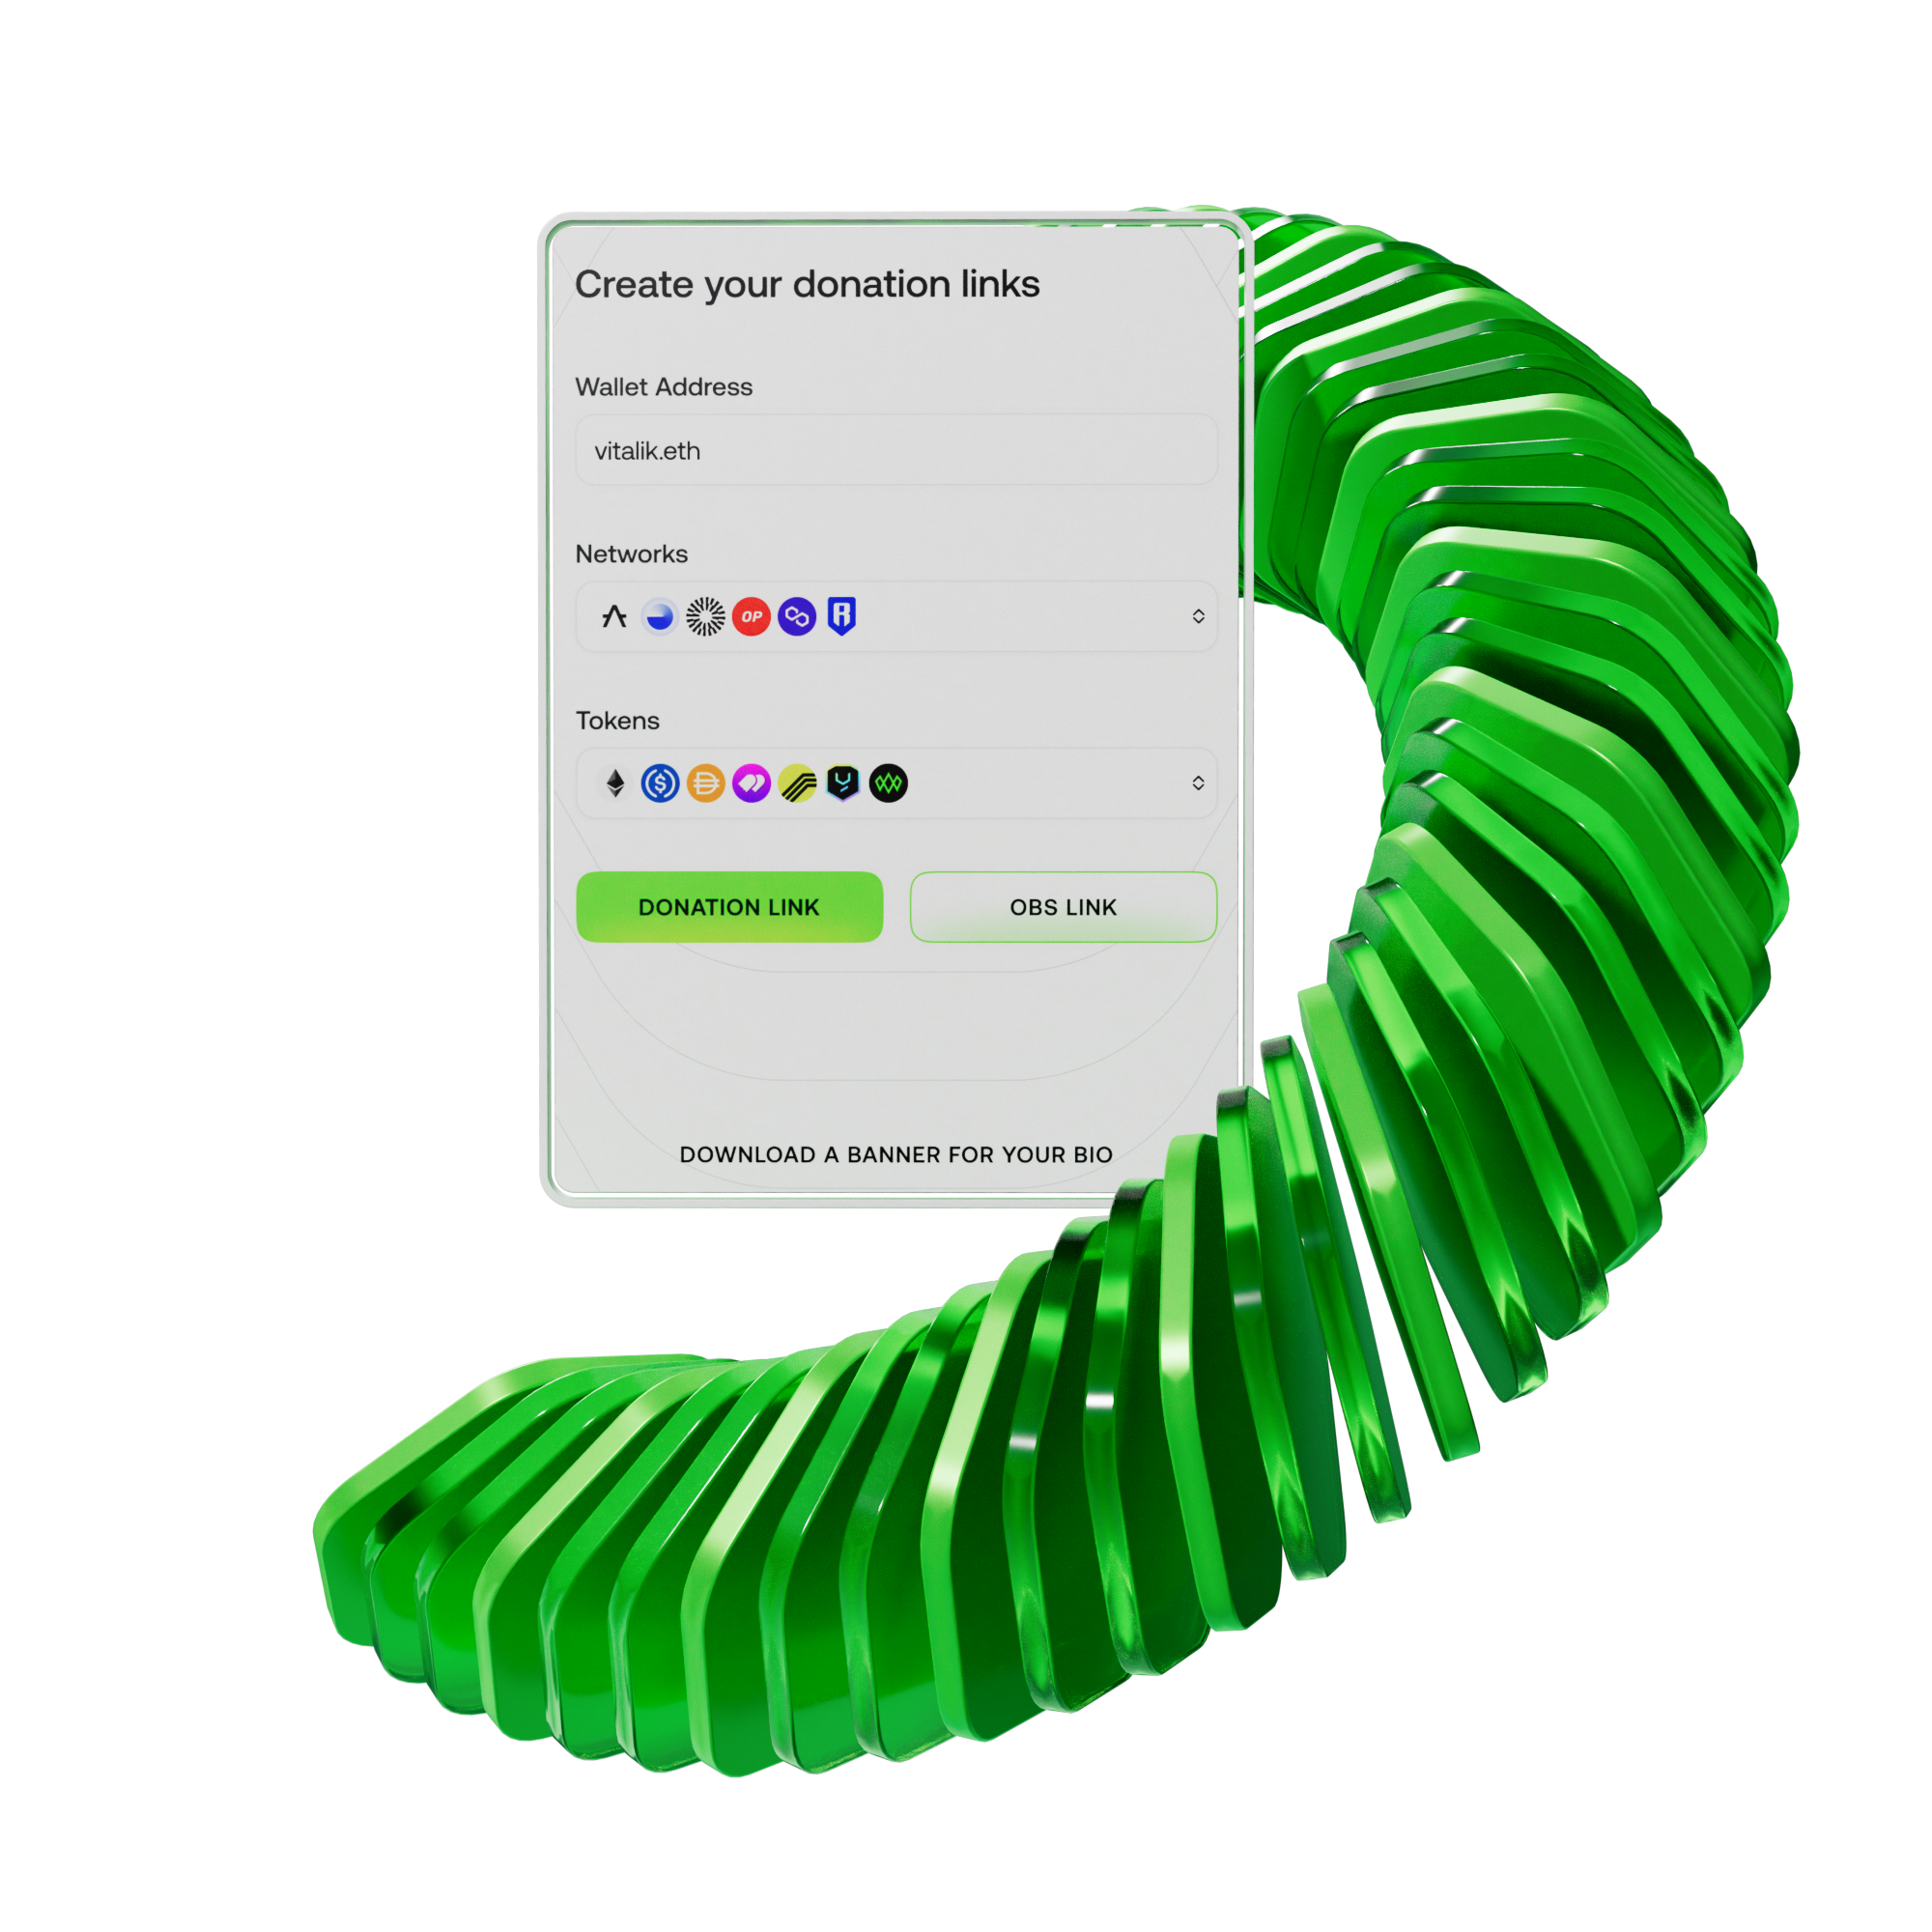 Create your donation links
Wallet Address
vitalik.eth
Networks
OP
R
Tokens
$
DONATION LINK
OBS LINK
DOWNLOAD A BANNER FOR YOUR BIO